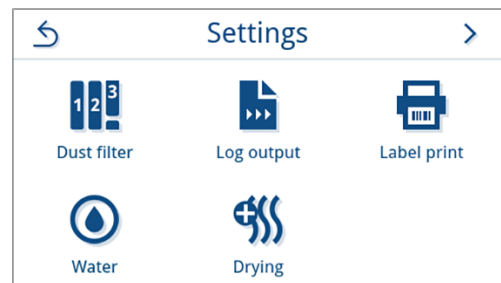 Settings
1 2 3
Dust filter
Log output
Label print
Water
Drying